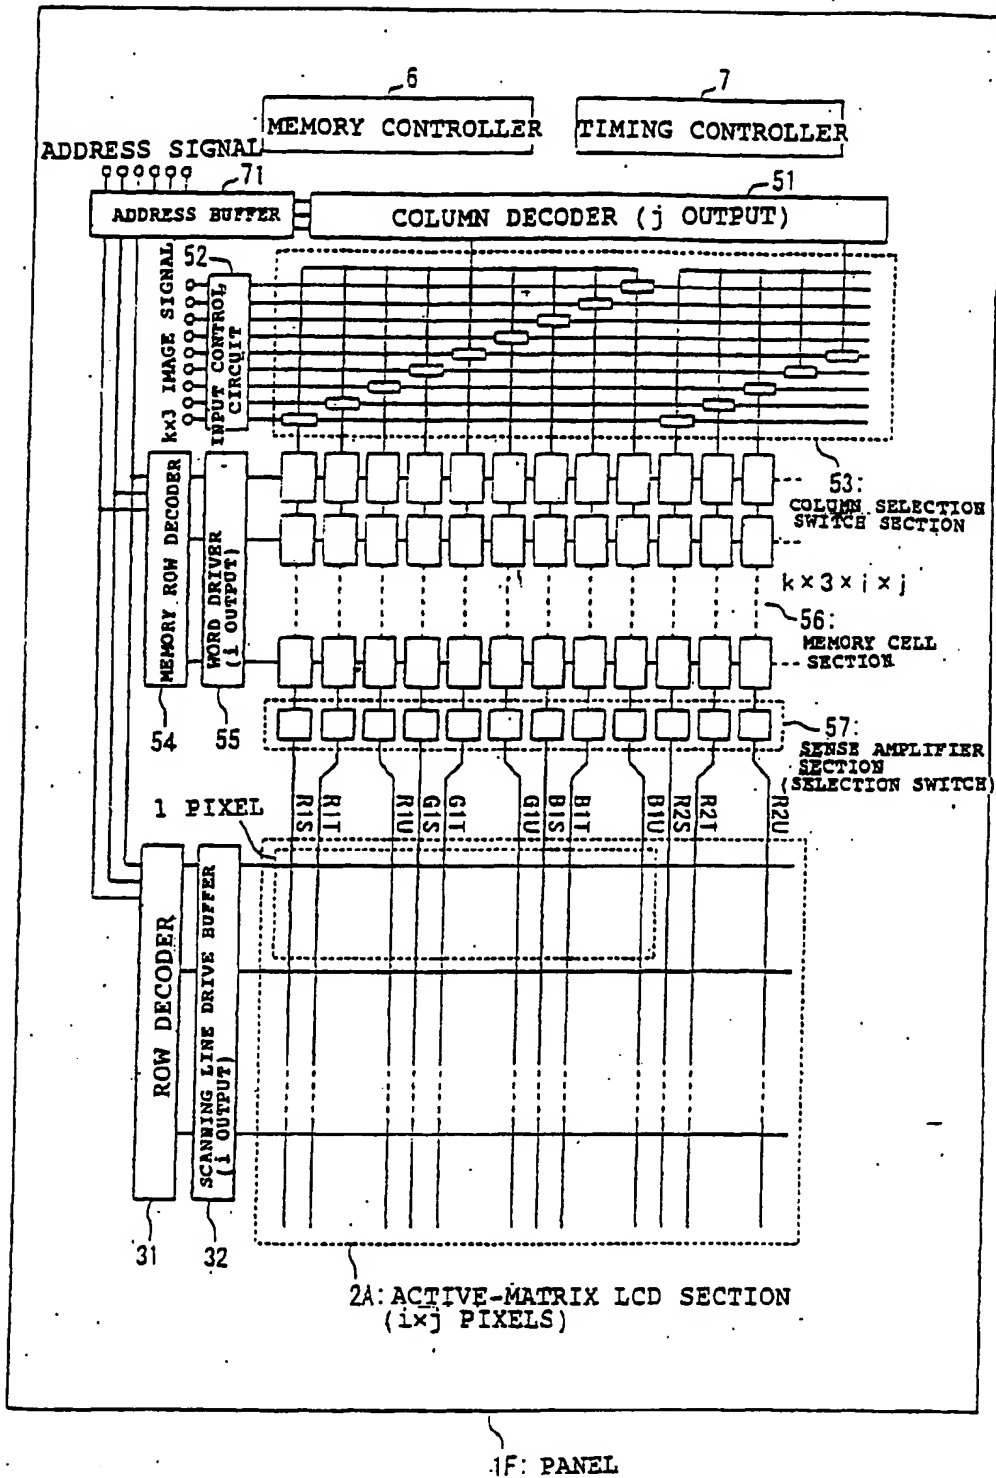 6
7
MEMORY CONTROLLER
TIMING CONTROLLER
ADDRESS SIGNAL
71
51
ADDRESS BUFFER
COLUMN DECODER (j OUTPUT)
52
k×3 IMAGE SIGNAL
INPUT CONTROL
CIRCUIT
53:
COLUMN SELECTION
SWITCH SECTION
MEMORY ROW DECODER
WORD DRIVER
(i OUTPUT)
k×3×i×j
56:
MEMORY CELL
SECTION
54
55
57:
SENSE AMPLIFIER
SECTION
(SELECTION SWITCH)
1 PIXEL
R1S
R1T
R1U
G1S
G1T
G1U
B1S
B1T
B1U
R2S
R2T
R2U
ROW DECODER
SCANNING LINE DRIVE BUFFER
(i OUTPUT)
31
32
2A: ACTIVE-MATRIX LCD SECTION
(i×j PIXELS)
1F: PANEL